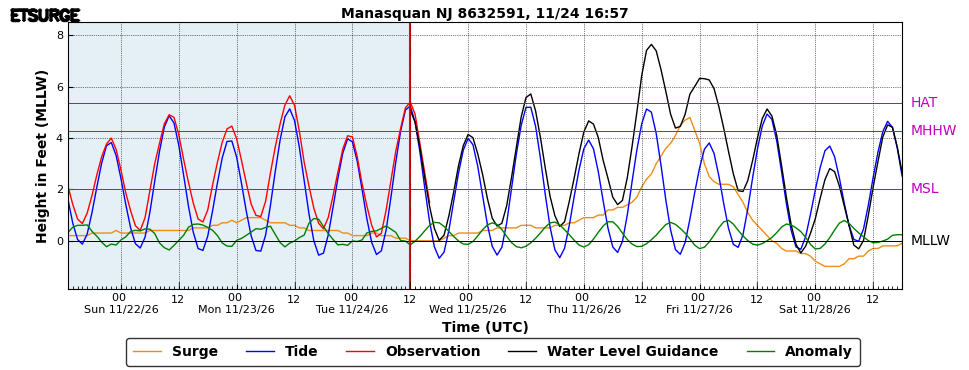 ETSURGE
Manasquan NJ 8632591, 11/24 16:57
Height in Feet (MLLW)
8
6
4
2
0
HAT
MHHW
MSL
MLLW
00 12 00 12 00 12 00 12 00 12 00 12 00 12
Sun 11/22/26 Mon 11/23/26 Tue 11/24/26 Wed 11/25/26 Thu 11/26/26 Fri 11/27/26 Sat 11/28/26
Time (UTC)
Surge Tide Observation Water Level Guidance Anomaly